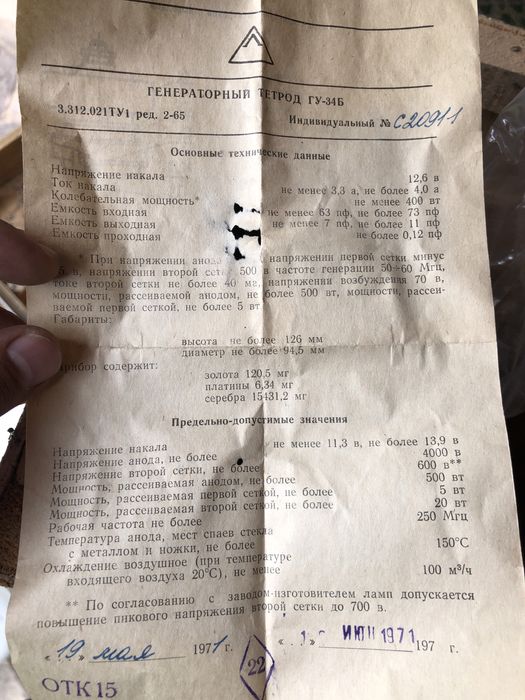 ГЕНЕРАТОРНЫЙ ТЕТРОД ГУ-34Б
3.312.021ТУ1 ред. 2-65
Индивидуальный № С20911
Основные технические данные
Напряжение накала 12,6 в
Ток накала не менее 3,3 а, не более 4,0 а
Колебательная мощность* не менее 400 вт
Емкость входная не менее 63 пф, не более 73 пф
Емкость выходная не менее 7 пф, не более 11 пф
Емкость проходная не более 0,12 пф
* При напряжении анода напряжении первой сетки минус
в, напряжении второй сетки 500 в частоте генерации 50÷60 Мгц,
токе второй сетки не более 40 ма, напряжении возбуждения 70 в,
мощности, рассеиваемой анодом, не более 500 вт, мощности, рассеи-
ваемой первой сеткой, не более 5 вт
Габариты:
высота не более 126 мм
диаметр не более 94,5 мм
Прибор содержит:
золота 120,5 мг
платины 6,34 мг
серебра 15431,2 мг
Предельно-допустимые значения
Напряжение накала не менее 11,3 в, не более 13,9 в
Напряжение анода, не более 4000 в
Напряжение второй сетки, не более 600 в**
Мощность, рассеиваемая анодом, не более 500 вт
Мощность, рассеиваемая первой сеткой, не более 5 вт
Мощность, рассеиваемая второй сеткой, не более 20 вт
Рабочая частота не более 250 Мгц
Температура анода, мест спаев стекла
с металлом и ножки, не более 150°С
Охлаждение воздушное (при температуре
входящего воздуха 20°С), не менее 100 м³/ч
** По согласованию с заводом-изготовителем ламп допускается
повышение пикового напряжения второй сетки до 700 в.
„19" мая 1971 г.
22
ИЮН 1971 197 г.
ОТК 15